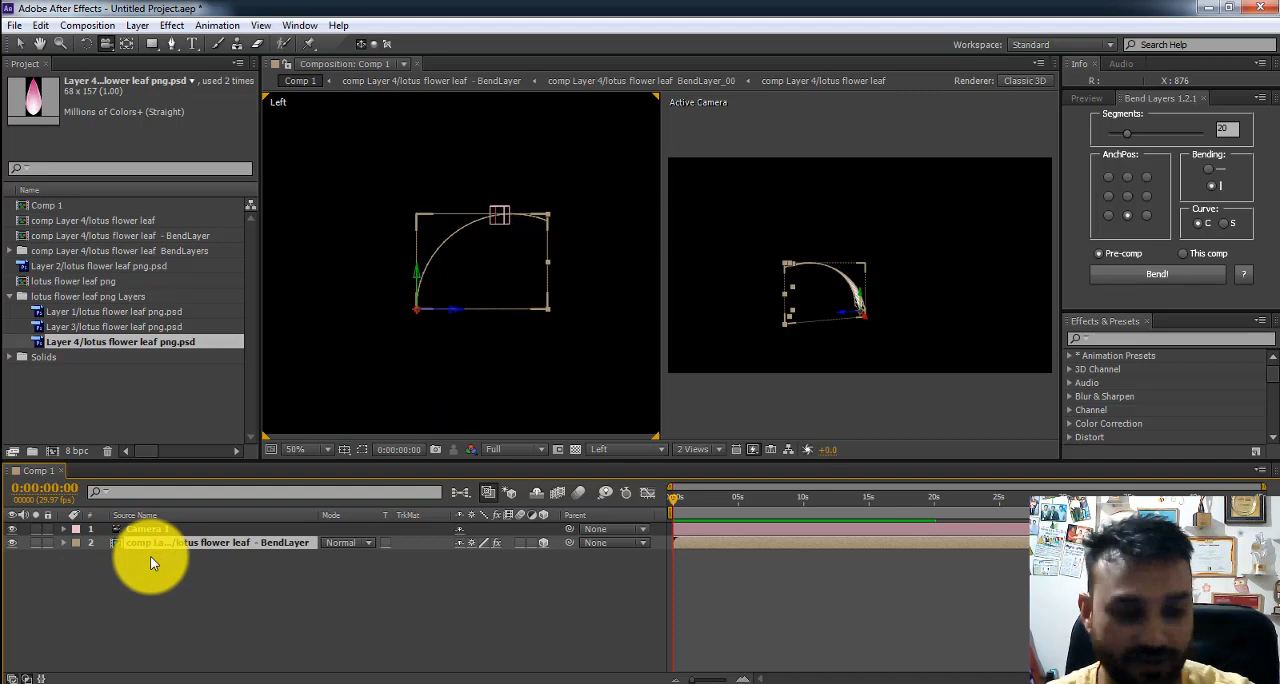 Adobe After Effects - Untitled Project.aep *
File Edit Composition Layer Effect Animation View Window Help
Workspace: Standard Search Help
Project
Layer 4...lower leaf png.psd ▾, used 2 times
68 x 157 (1.00)
Millions of Colors+ (Straight)
Name
Comp 1
comp Layer 4/lotus flower leaf
comp Layer 4/lotus flower leaf - BendLayer
comp Layer 4/lotus flower leaf BendLayers
Layer 2/lotus flower leaf png.psd
lotus flower leaf png
lotus flower leaf png Layers
Layer 1/lotus flower leaf png.psd
Layer 3/lotus flower leaf png.psd
Layer 4/lotus flower leaf png.psd
Solids
8 bpc
Composition: Comp 1
Comp 1 comp Layer 4/lotus flower leaf - BendLayer comp Layer 4/lotus flower leaf BendLayer_00 comp Layer 4/lotus flower leaf Renderer: Classic 3D
Left
Active Camera
50% 0:00:00:00 Full Left 2 Views +0.0
Info Audio
R : X : 876
Preview Bend Layers 1.2.1
Segments:
20
AnchPos: Bending:
Curve:
C S
Pre-comp This comp
Bend! ?
Effects & Presets
* Animation Presets
3D Channel
Audio
Blur & Sharpen
Channel
Color Correction
Distort
Comp 1
0:00:00:00
00000 (29.97 fps)
# Source Name Mode T TrkMat Parent
05s 10s 15s 20s 25s
1 Camera 1 None
2 comp La.../lotus flower leaf - BendLayer Normal None